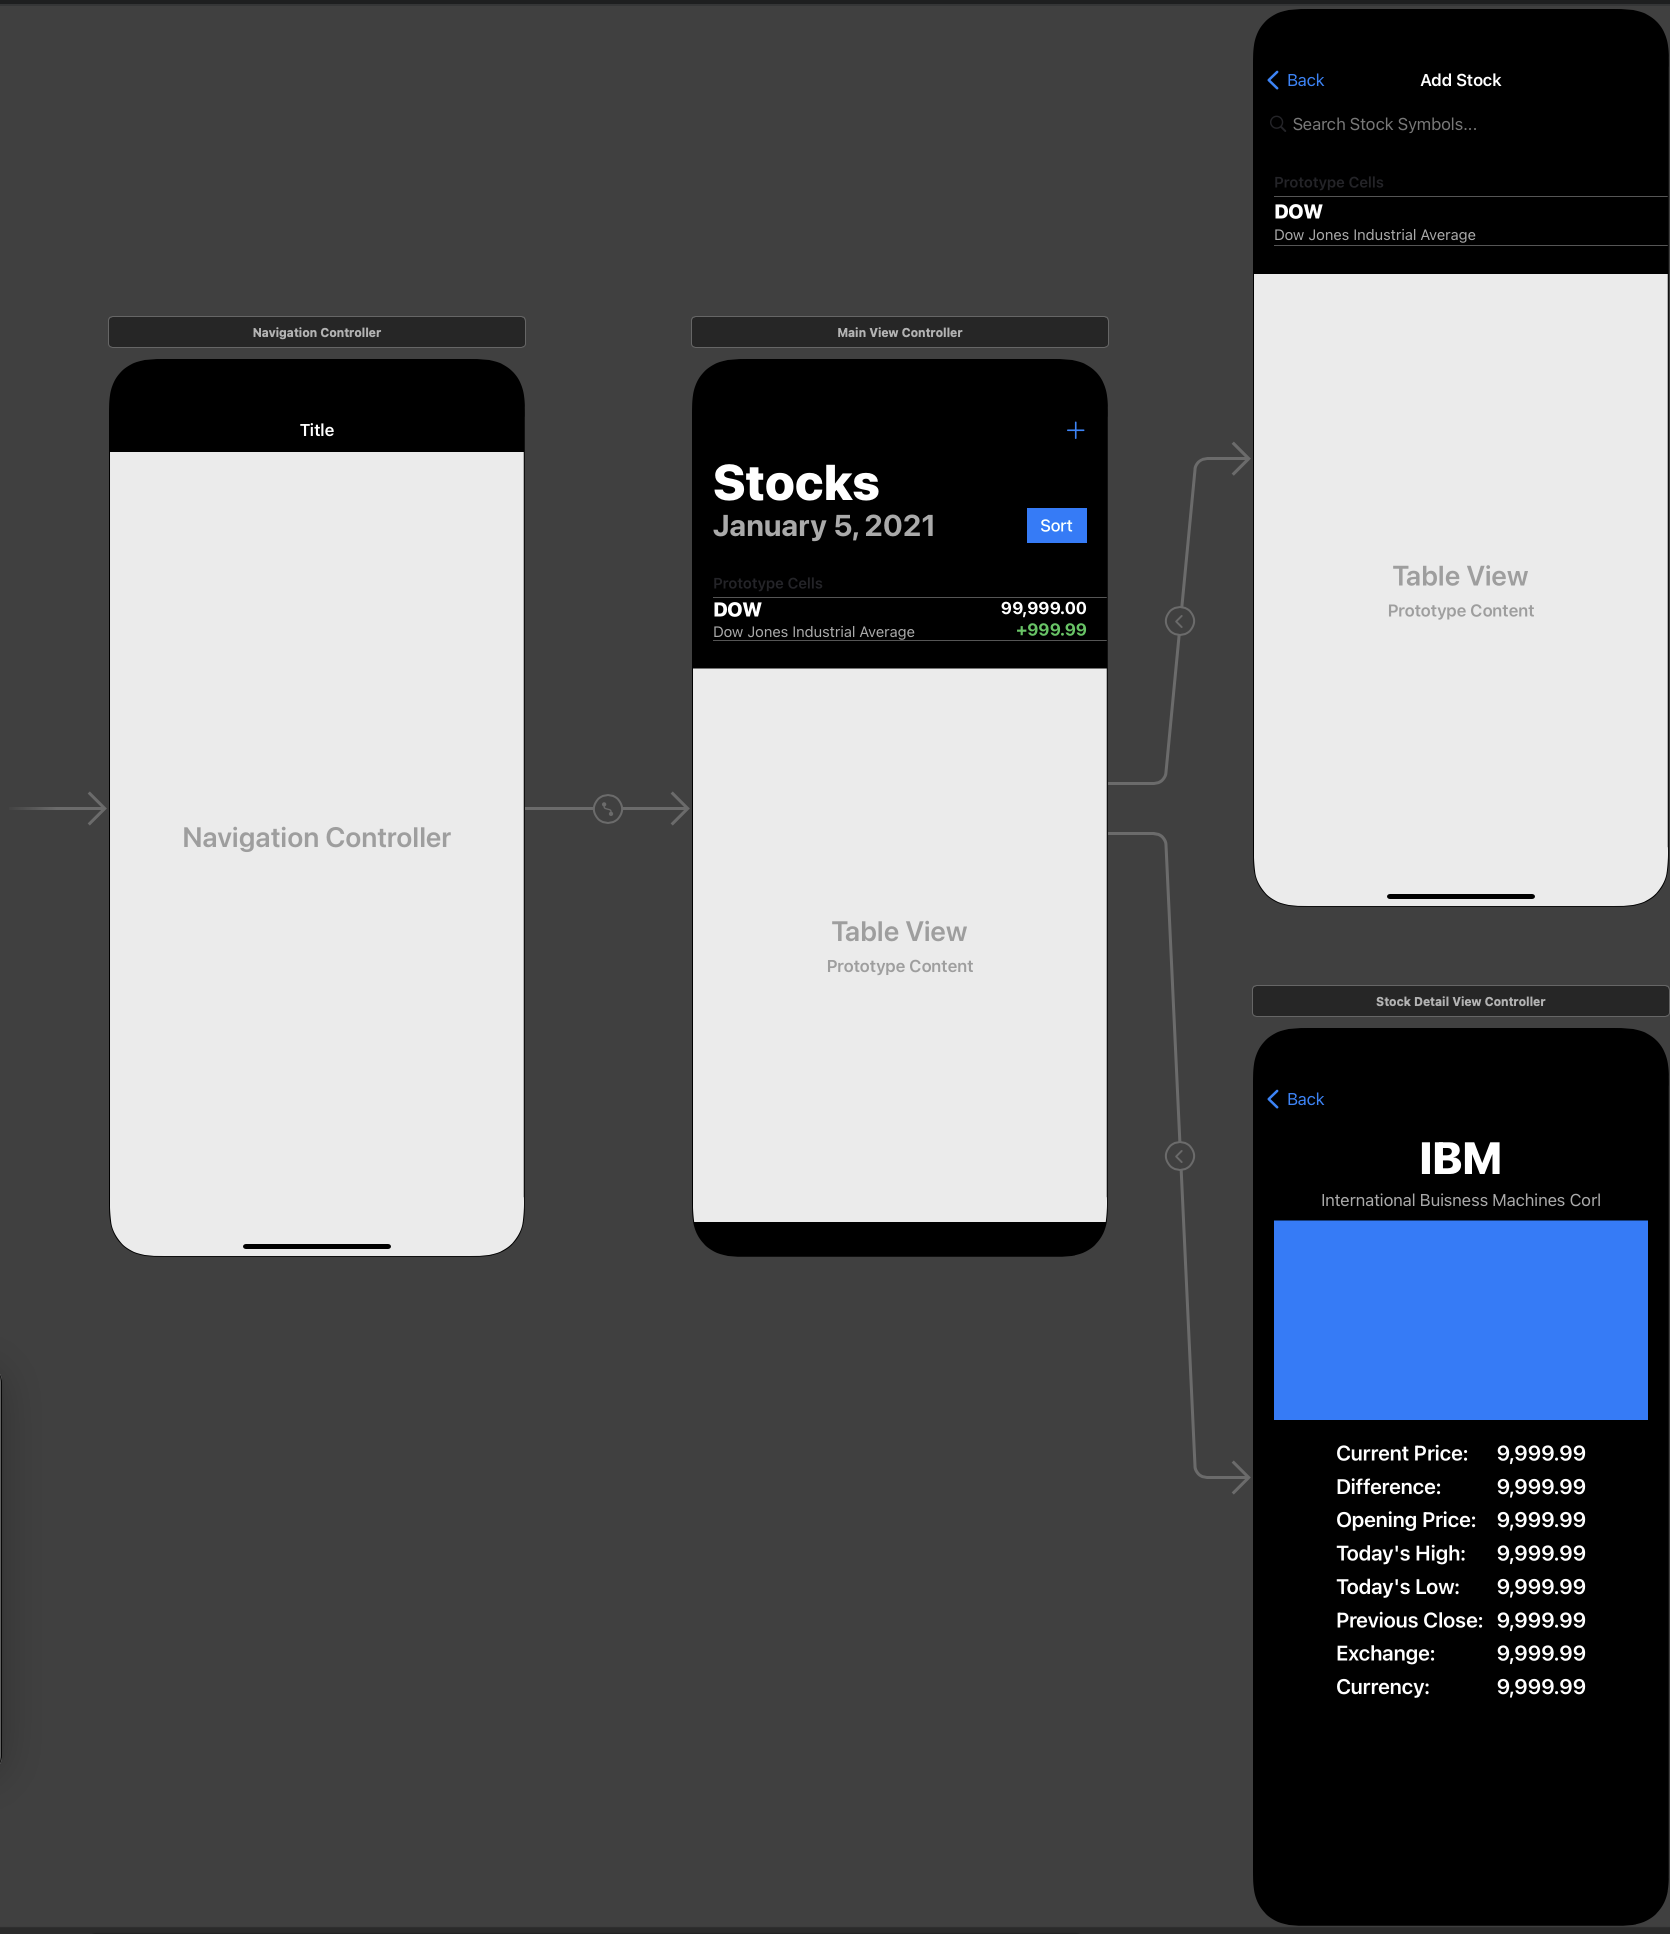 Navigation Controller
Title
Navigation Controller
Main View Controller
Stocks
January 5, 2021
Sort
Prototype Cells
DOW 99,999.00
Dow Jones Industrial Average +999.99
Table View
Prototype Content
Back Add Stock
Search Stock Symbols...
Prototype Cells
DOW
Dow Jones Industrial Average
Table View
Prototype Content
Stock Detail View Controller
Back
IBM
International Buisness Machines Corl
Current Price: 9,999.99
Difference: 9,999.99
Opening Price: 9,999.99
Today's High: 9,999.99
Today's Low: 9,999.99
Previous Close: 9,999.99
Exchange: 9,999.99
Currency: 9,999.99